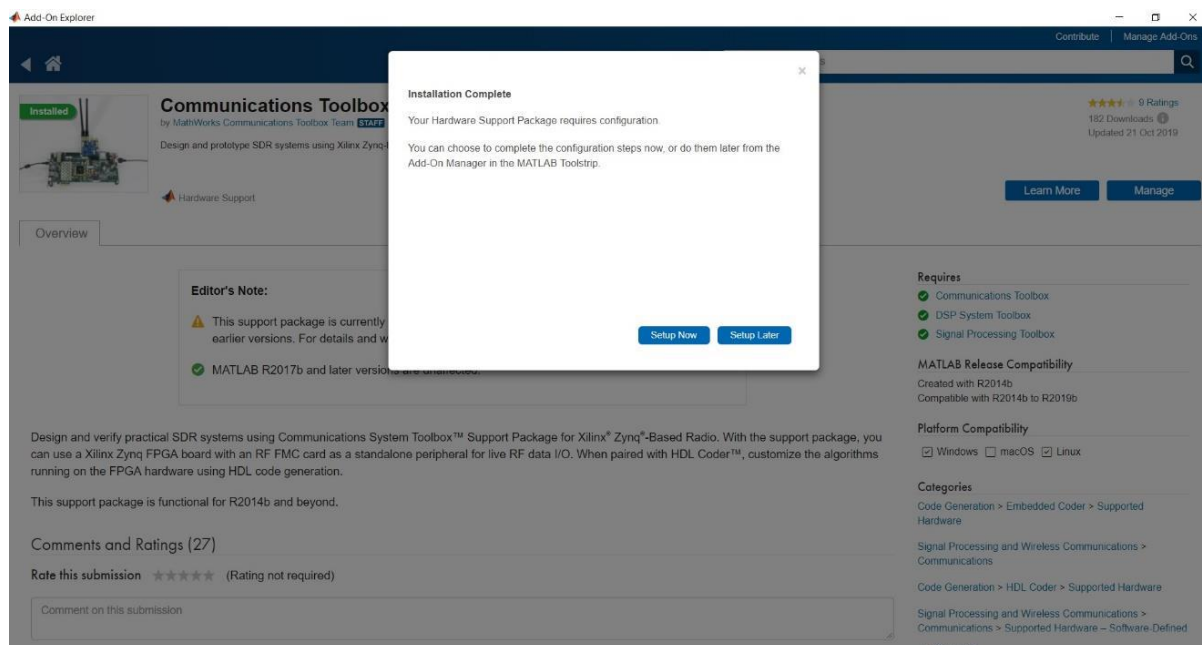 Add-On Explorer
Contribute | Manage Add-Ons
Installed
Communications Toolbox
by MathWorks Communications Toolbox Team STAFF
Design and prototype SDR systems using Xilinx
Hardware Support
9 Ratings
182 Downloads
Updated 21 Oct 2019
Learn More
Manage
Installation Complete
Your Hardware Support Package requires configuration.
You can choose to complete the configuration steps now, or do them later from the
Add-On Manager in the MATLAB Toolstrip.
Setup Now
Setup Later
Overview
Editor's Note:
This support package is currently
earlier versions. For details and
MATLAB R2017b and later versions are unaffected.
Design and verify practical SDR systems using Communications System Toolbox™ Support Package for Xilinx® Zynq®-Based Radio. With the support package, you
can use a Xilinx Zynq FPGA board with an RF FMC card as a standalone peripheral for live RF data I/O. When paired with HDL Coder™, customize the algorithms
running on the FPGA hardware using HDL code generation.
This support package is functional for R2014b and beyond.
Comments and Ratings (27)
Rate this submission
(Rating not required)
Comment on this submission
Requires
Communications Toolbox
DSP System Toolbox
Signal Processing Toolbox
MATLAB Release Compatibility
Created with R2014b
Compatible with R2014b to R2019b
Platform Compatibility
Windows macOS Linux
Categories
Code Generation > Embedded Coder > Supported
Hardware
Signal Processing and Wireless Communications >
Communications
Code Generation > HDL Coder > Supported Hardware
Signal Processing and Wireless Communications >
Communications > Supported Hardware – Software-Defined